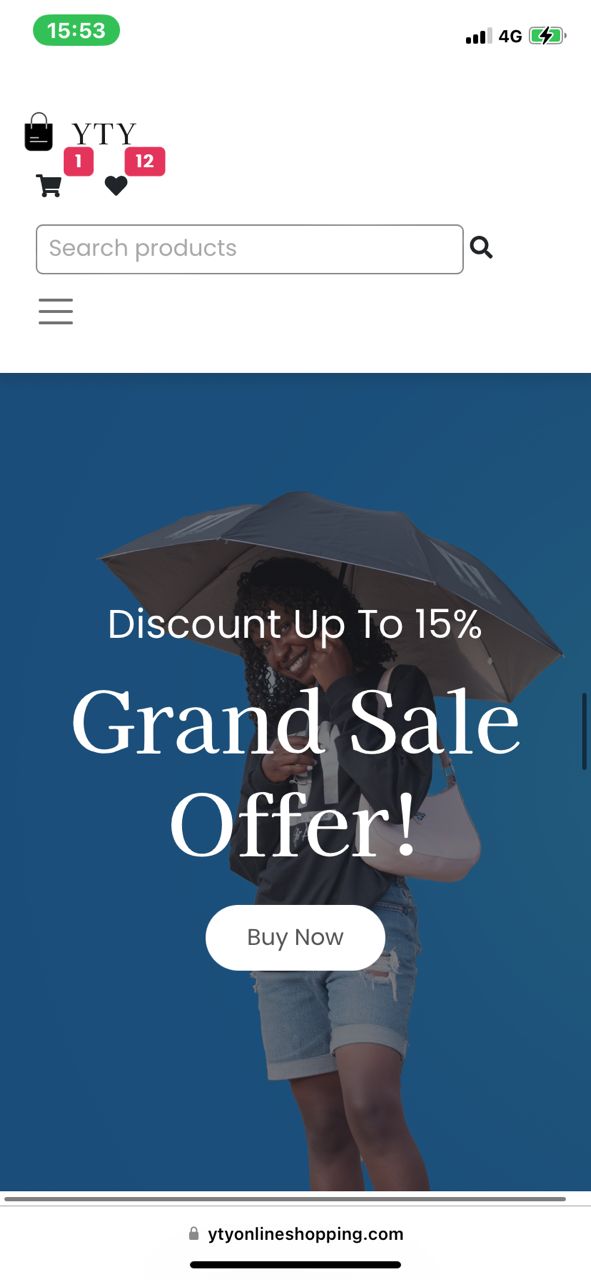 15:53
4G
YTY
1
12
Search products
Discount Up To 15%
Grand Sale
Offer!
Buy Now
ytyonlineshopping.com